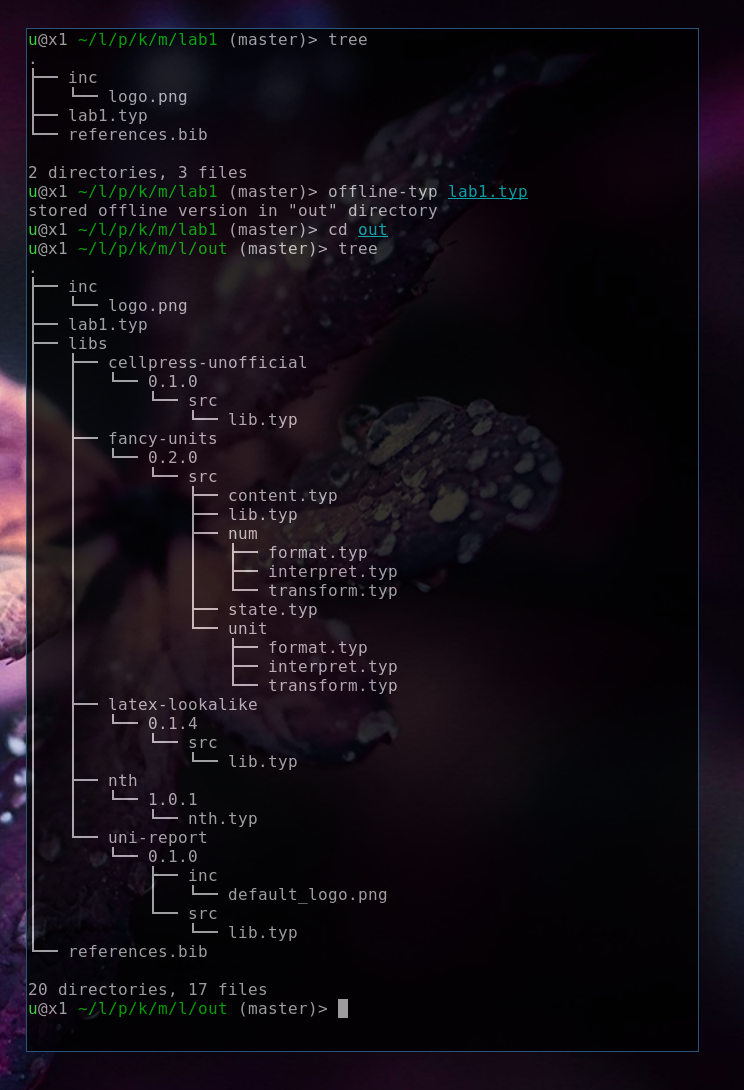 u@x1 ~/l/p/k/m/lab1 (master)> tree
.
├── inc
│   └── logo.png
├── lab1.typ
└── references.bib

2 directories, 3 files
u@x1 ~/l/p/k/m/lab1 (master)> offline-typ lab1.typ
stored offline version in "out" directory
u@x1 ~/l/p/k/m/lab1 (master)> cd out
u@x1 ~/l/p/k/m/l/out (master)> tree
.
├── inc
│   └── logo.png
├── lab1.typ
├── libs
│   ├── cellpress-unofficial
│   │   └── 0.1.0
│   │       └── src
│   │           └── lib.typ
│   ├── fancy-units
│   │   └── 0.2.0
│   │       └── src
│   │           ├── content.typ
│   │           ├── lib.typ
│   │           ├── num
│   │           │   ├── format.typ
│   │           │   ├── interpret.typ
│   │           │   └── transform.typ
│   │           ├── state.typ
│   │           └── unit
│   │               ├── format.typ
│   │               ├── interpret.typ
│   │               └── transform.typ
│   ├── latex-lookalike
│   │   └── 0.1.4
│   │       └── src
│   │           └── lib.typ
│   ├── nth
│   │   └── 1.0.1
│   │       └── nth.typ
│   └── uni-report
│       └── 0.1.0
│           ├── inc
│           │   └── default_logo.png
│           └── src
│               └── lib.typ
└── references.bib

20 directories, 17 files
u@x1 ~/l/p/k/m/l/out (master)>